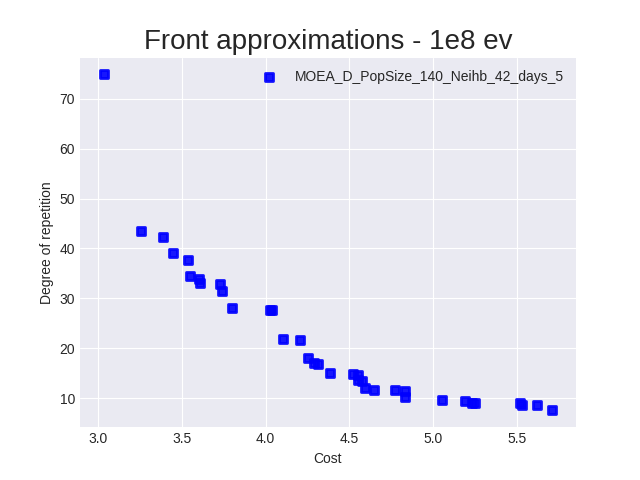 Front approximations - 1e8 ev
MOEA_D_PopSize_140_Neihb_42_days_5
Degree of repetition
70
60
50
40
30
20
10
3.0 3.5 4.0 4.5 5.0 5.5
Cost